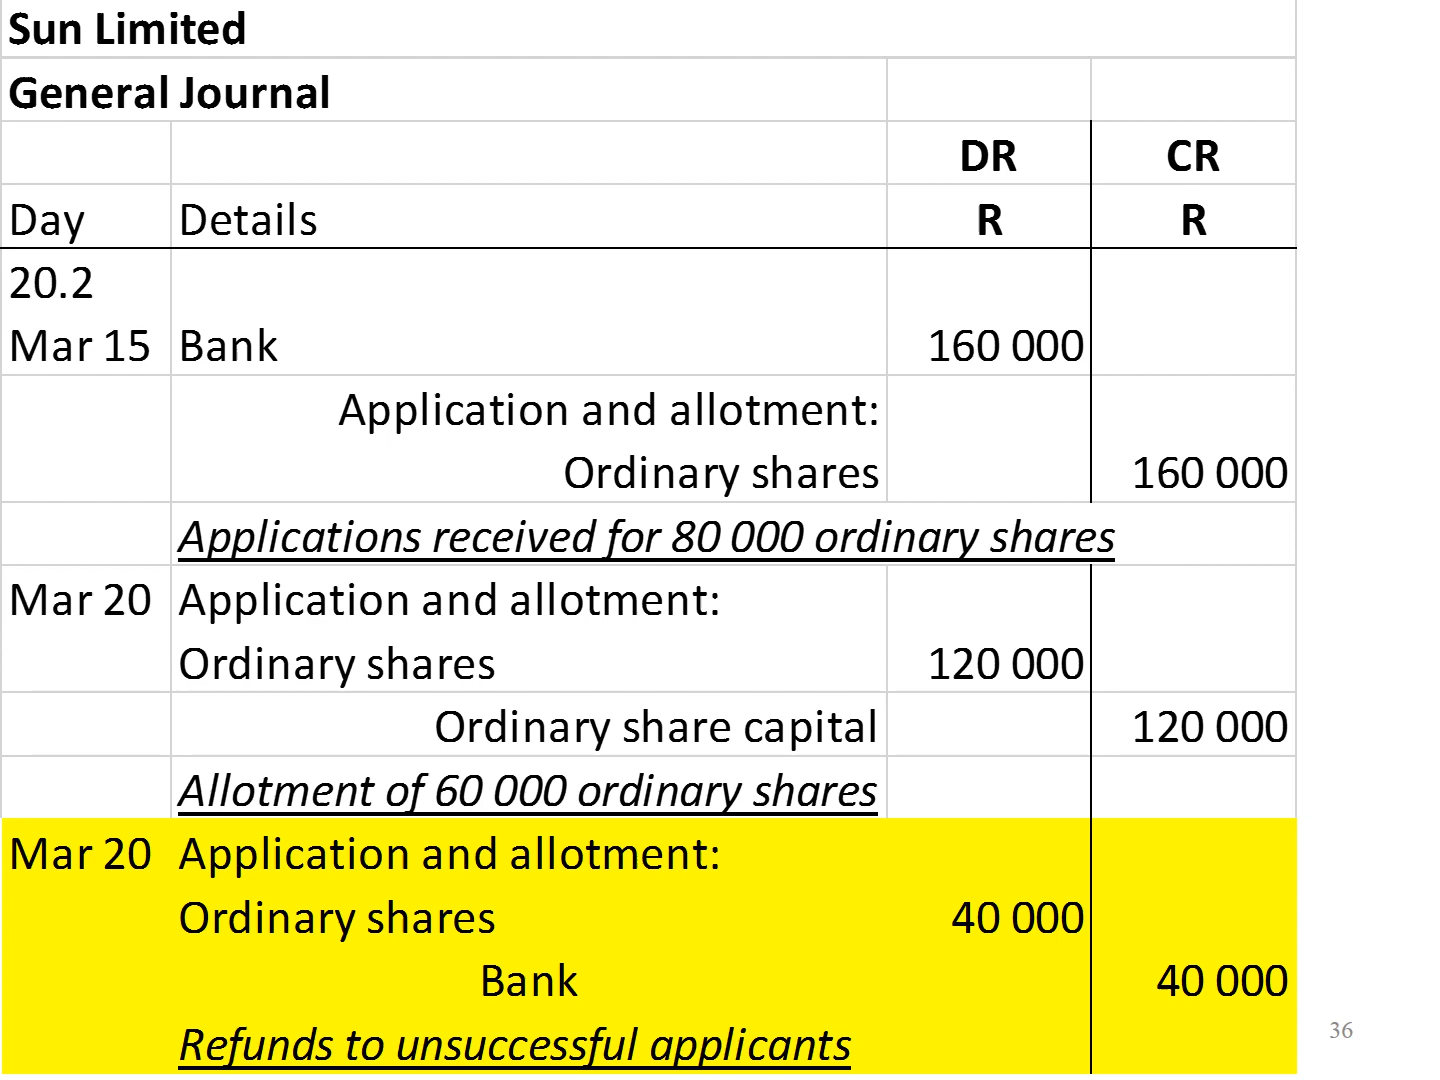 Sun Limited
General Journal
DR CR
Day Details R R
20.2
Mar 15 Bank 160 000
Application and allotment:
Ordinary shares 160 000
Applications received for 80 000 ordinary shares
Mar 20 Application and allotment:
Ordinary shares 120 000
Ordinary share capital 120 000
Allotment of 60 000 ordinary shares
Mar 20 Application and allotment:
Ordinary shares 40 000
Bank 40 000
Refunds to unsuccessful applicants
36